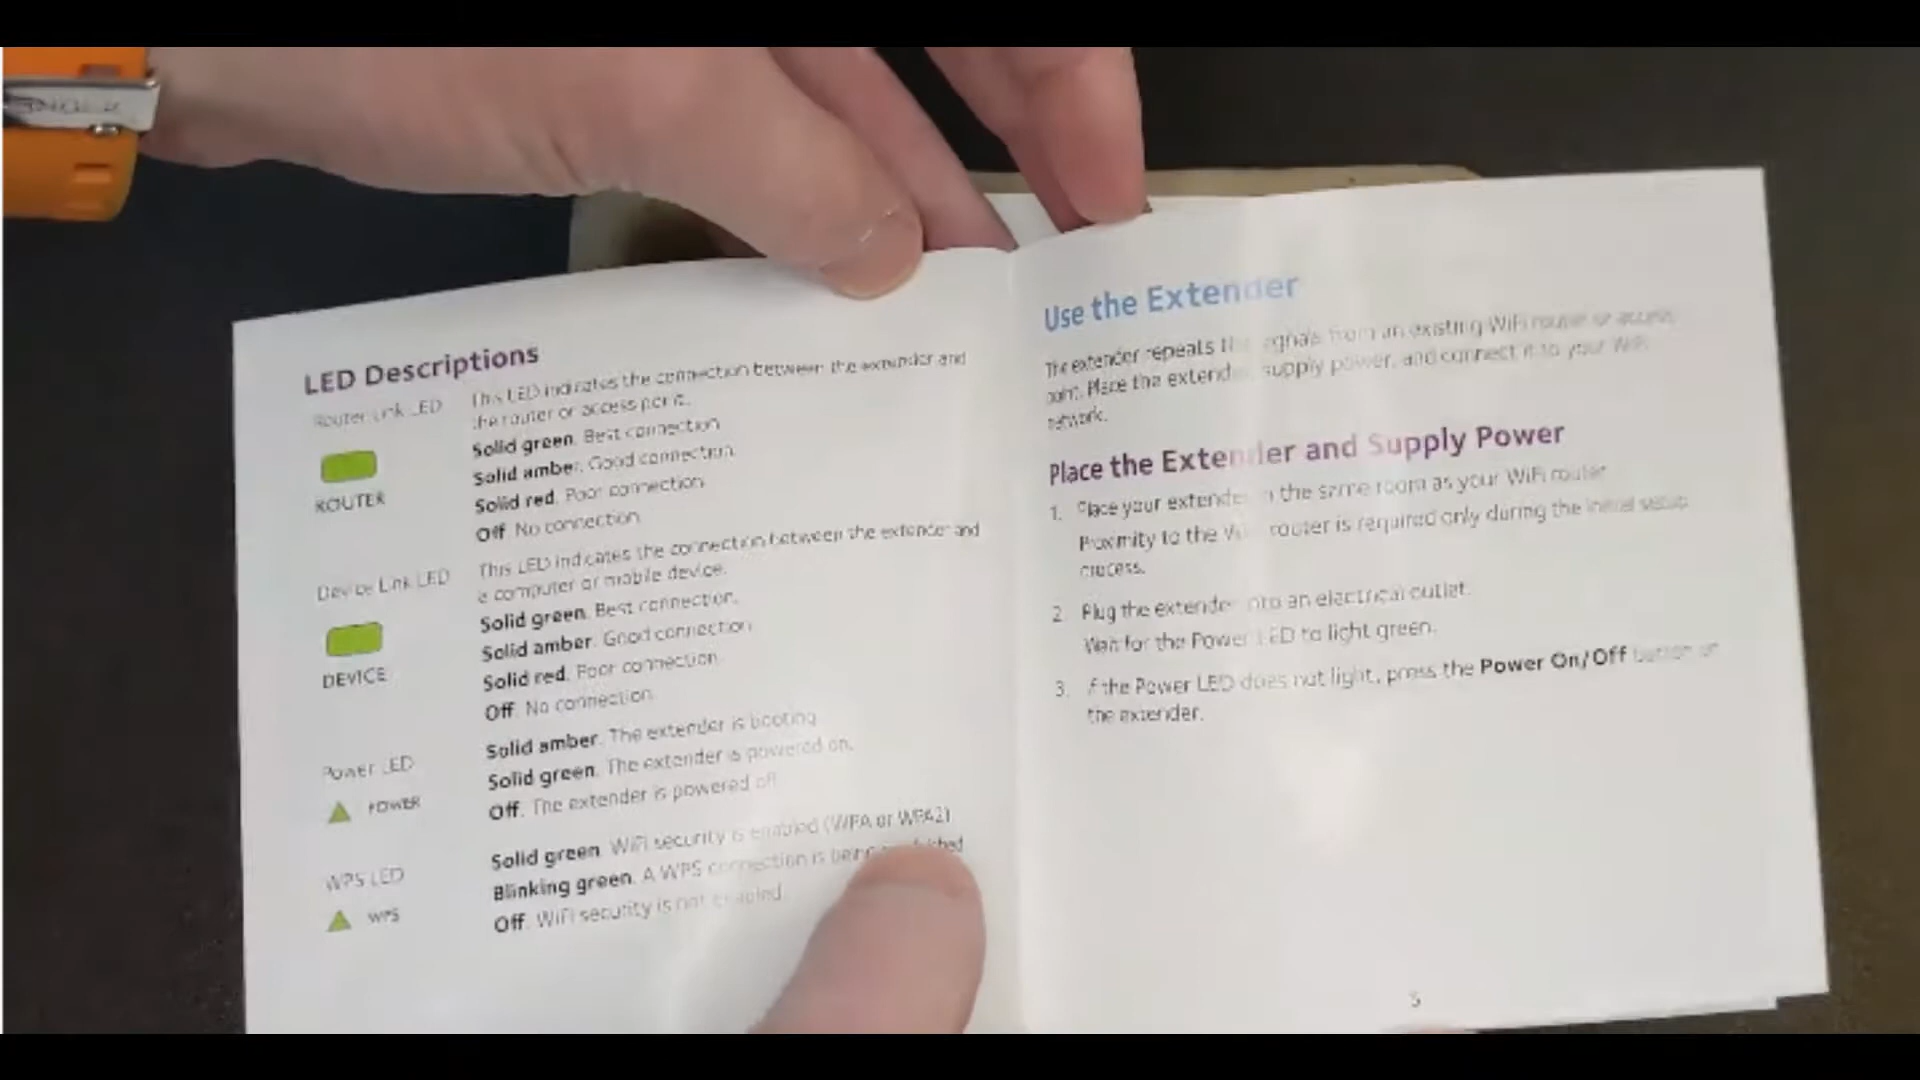 LED Descriptions
Router Link LED
This LED indicates the connection between the extender and
the router or access point.
Solid green. Best connection.
Solid amber. Good connection.
Solid red. Poor connection.
Off. No connection.
ROUTER
Device Link LED
This LED indicates the connection between the extender and
a computer or mobile device.
Solid green. Best connection.
Solid amber. Good connection.
Solid red. Poor connection.
Off. No connection.
DEVICE
Power LED
POWER
Solid amber. The extender is booting.
Solid green. The extender is powered on.
Off. The extender is powered off.
WPS LED
WPS
Solid green. WiFi security is enabled (WPA or WPA2)
Blinking green. A WPS connection is being
Off. WiFi security is not enabled.
Use the Extender
The extender repeats the signals from an existing WiFi router or access
point. Place the extender, supply power, and connect it to your WiFi
network.
Place the Extender and Supply Power
1. Place your extender in the same room as your WiFi router.
Proximity to the WiFi router is required only during the initial setup
process.
2. Plug the extender into an electrical outlet.
Wait for the Power LED to light green.
3. If the Power LED does not light, press the Power On/Off button on
the extender.
5